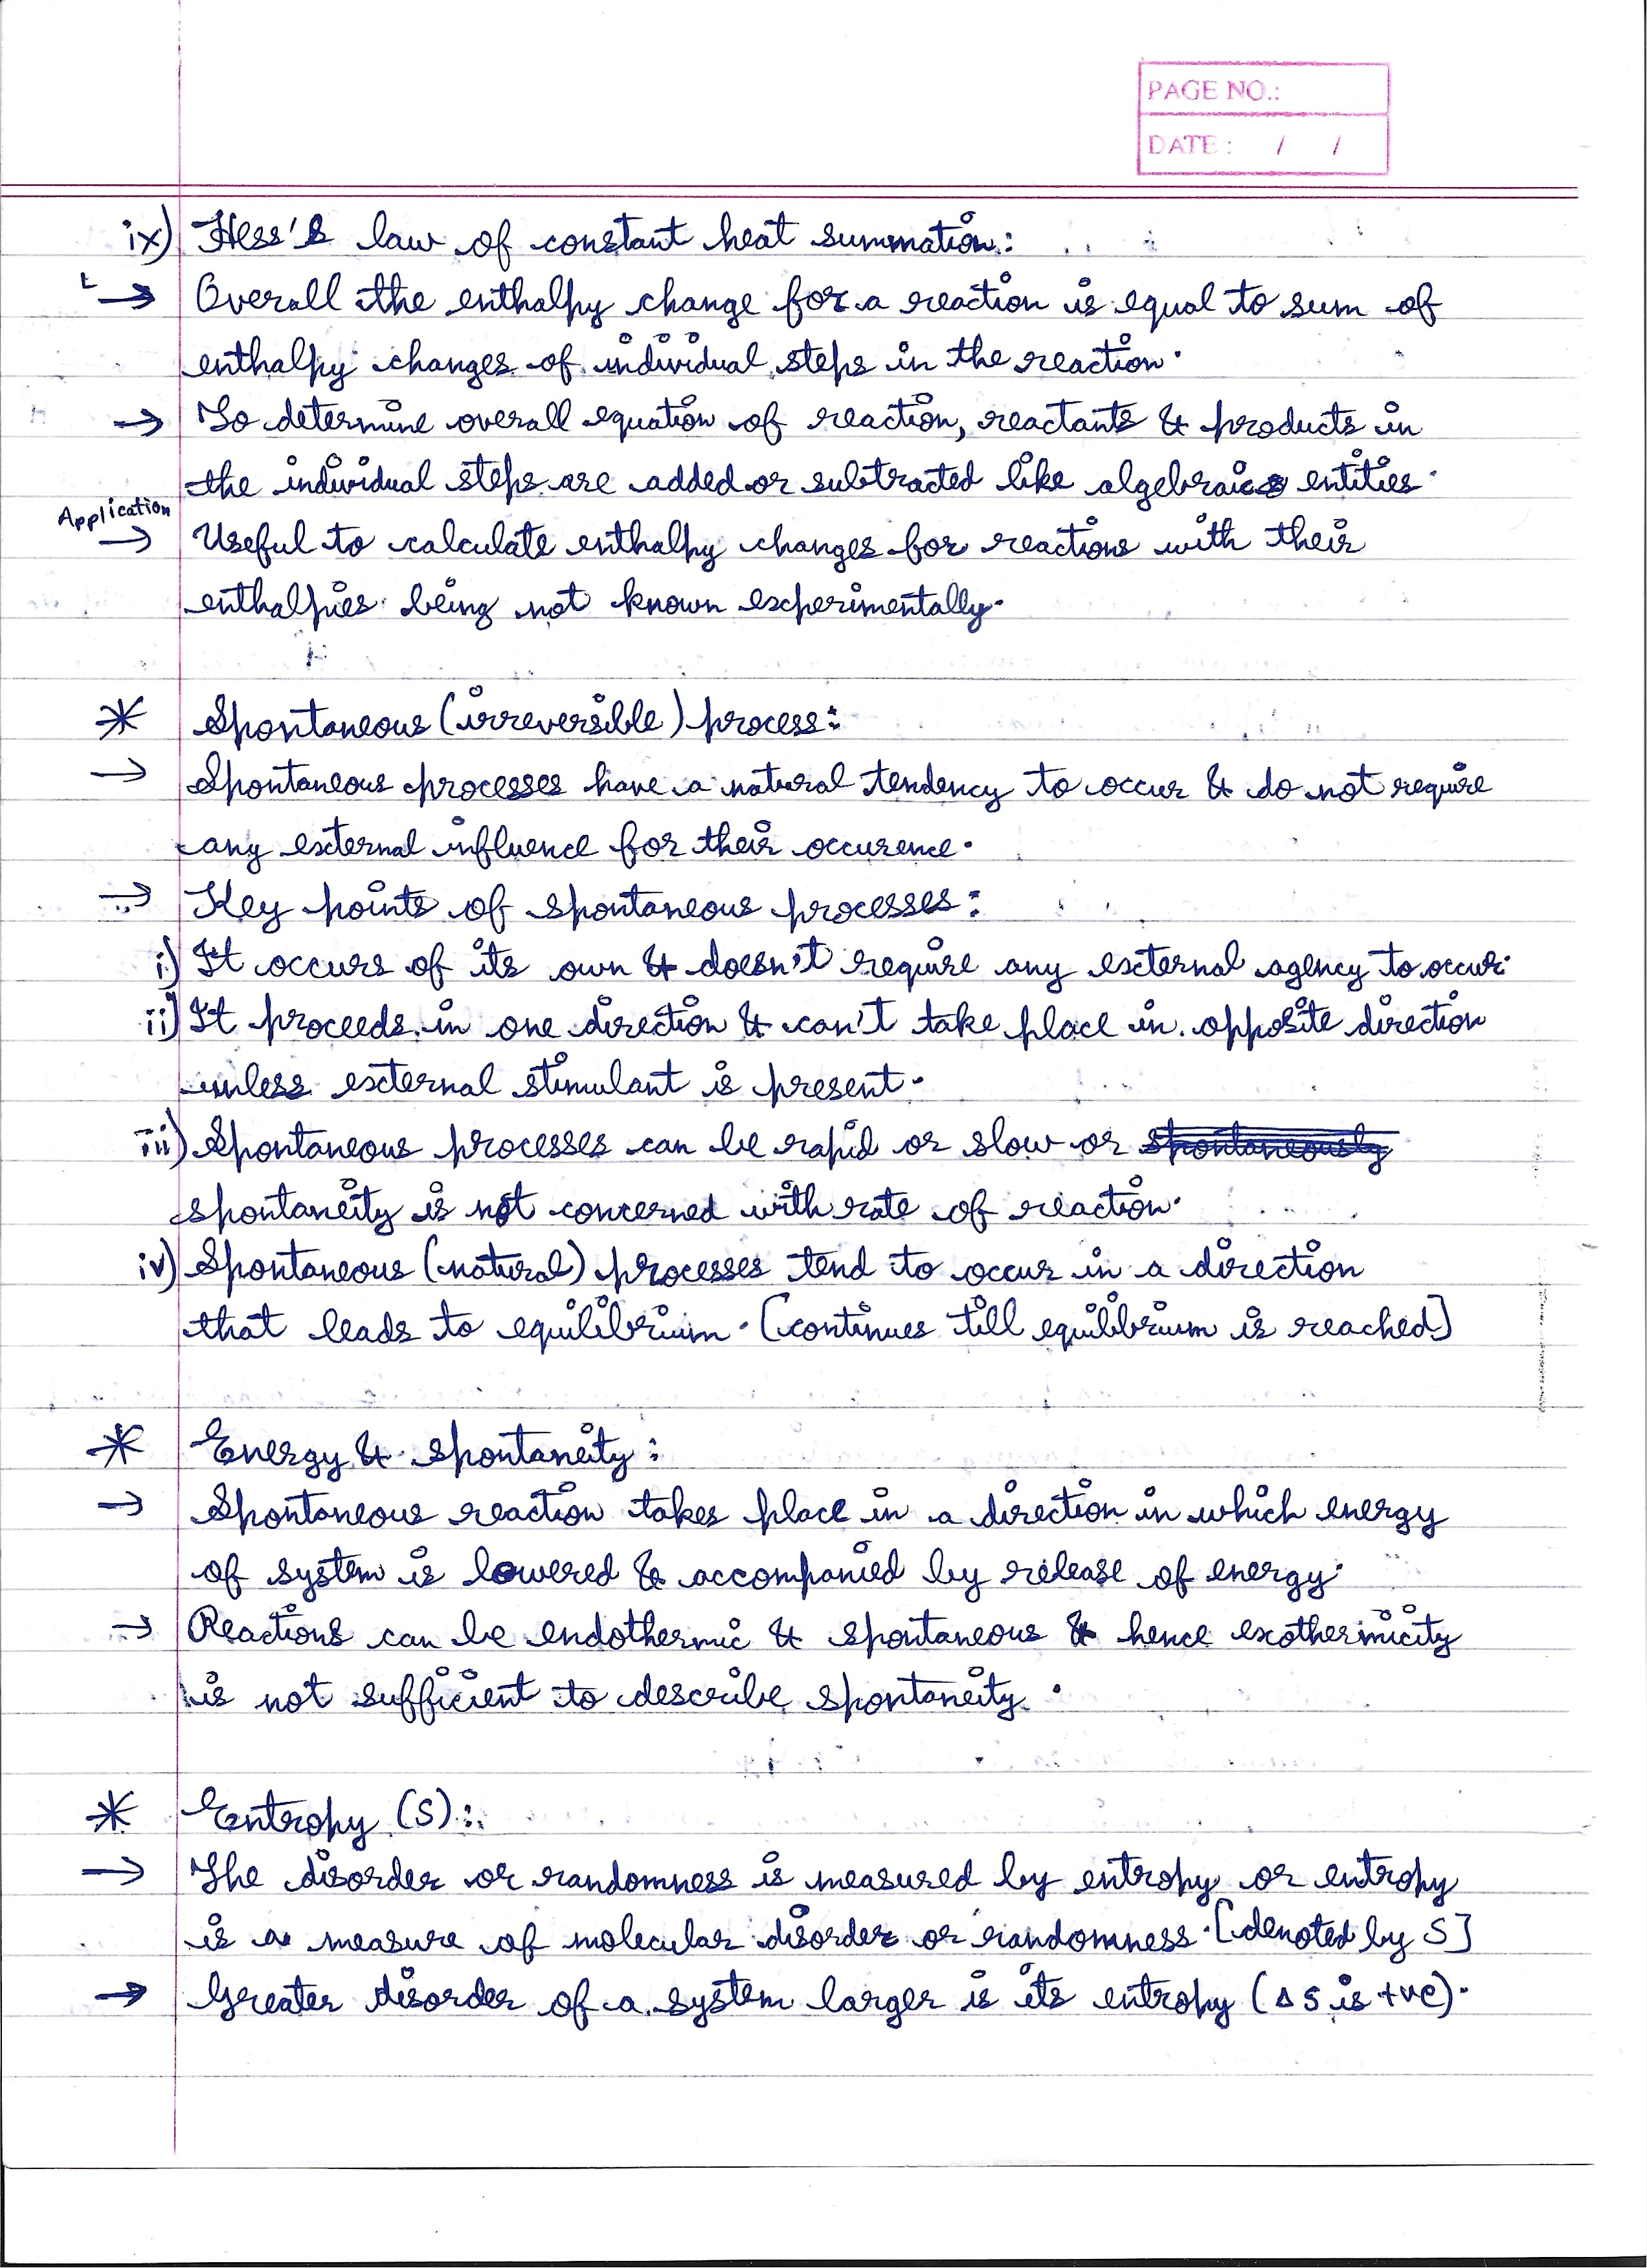 PAGE NO.:
DATE : / /
ix) Hess's law of constant heat summation:
→ Overall the enthalpy change for a reaction is equal to sum of
enthalpy changes of individual steps in the reaction.
→ To determine overall equation of reaction, reactants & products in
the individual steps are added or subtracted like algebraic entities.
Application
→ Useful to calculate enthalpy changes for reactions with their
enthalpies being not known experimentally.
* Spontaneous (irreversible) process:
→ Spontaneous processes have a natural tendency to occur & do not require
any external influence for their occurence.
→ Key points of spontaneous processes:
i) It occurs of its own & doesn't require any external agency to occur.
ii) It proceeds in one direction & can't take place in opposite direction
unless external stimulant is present.
iii) Spontaneous processes can be rapid or slow or spontaneously
spontaneity is not concerned with rate of reaction.
iv) Spontaneous (natural) processes tend to occur in a direction
that leads to equilibrium. [continues till equilibrium is reached]
* Energy & spontaneity:
→ Spontaneous reaction takes place in a direction in which energy
of system is lowered & accompanied by release of energy.
→ Reactions can be endothermic & spontaneous & hence exothermicity
is not sufficient to describe spontaneity.
* Entropy (S):
→ The disorder or randomness is measured by entropy or entropy
is a measure of molecular disorder or randomness. [denoted by S]
→ Greater disorder of a system larger is its entropy (Δ S is +ve).